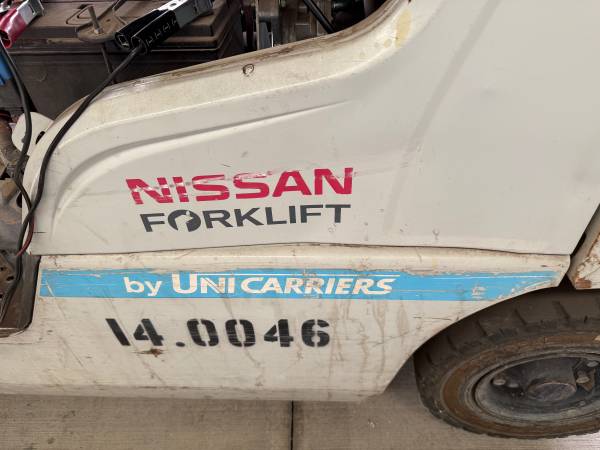 NISSAN
FORKLIFT
by UNICARRIERS
14.0046